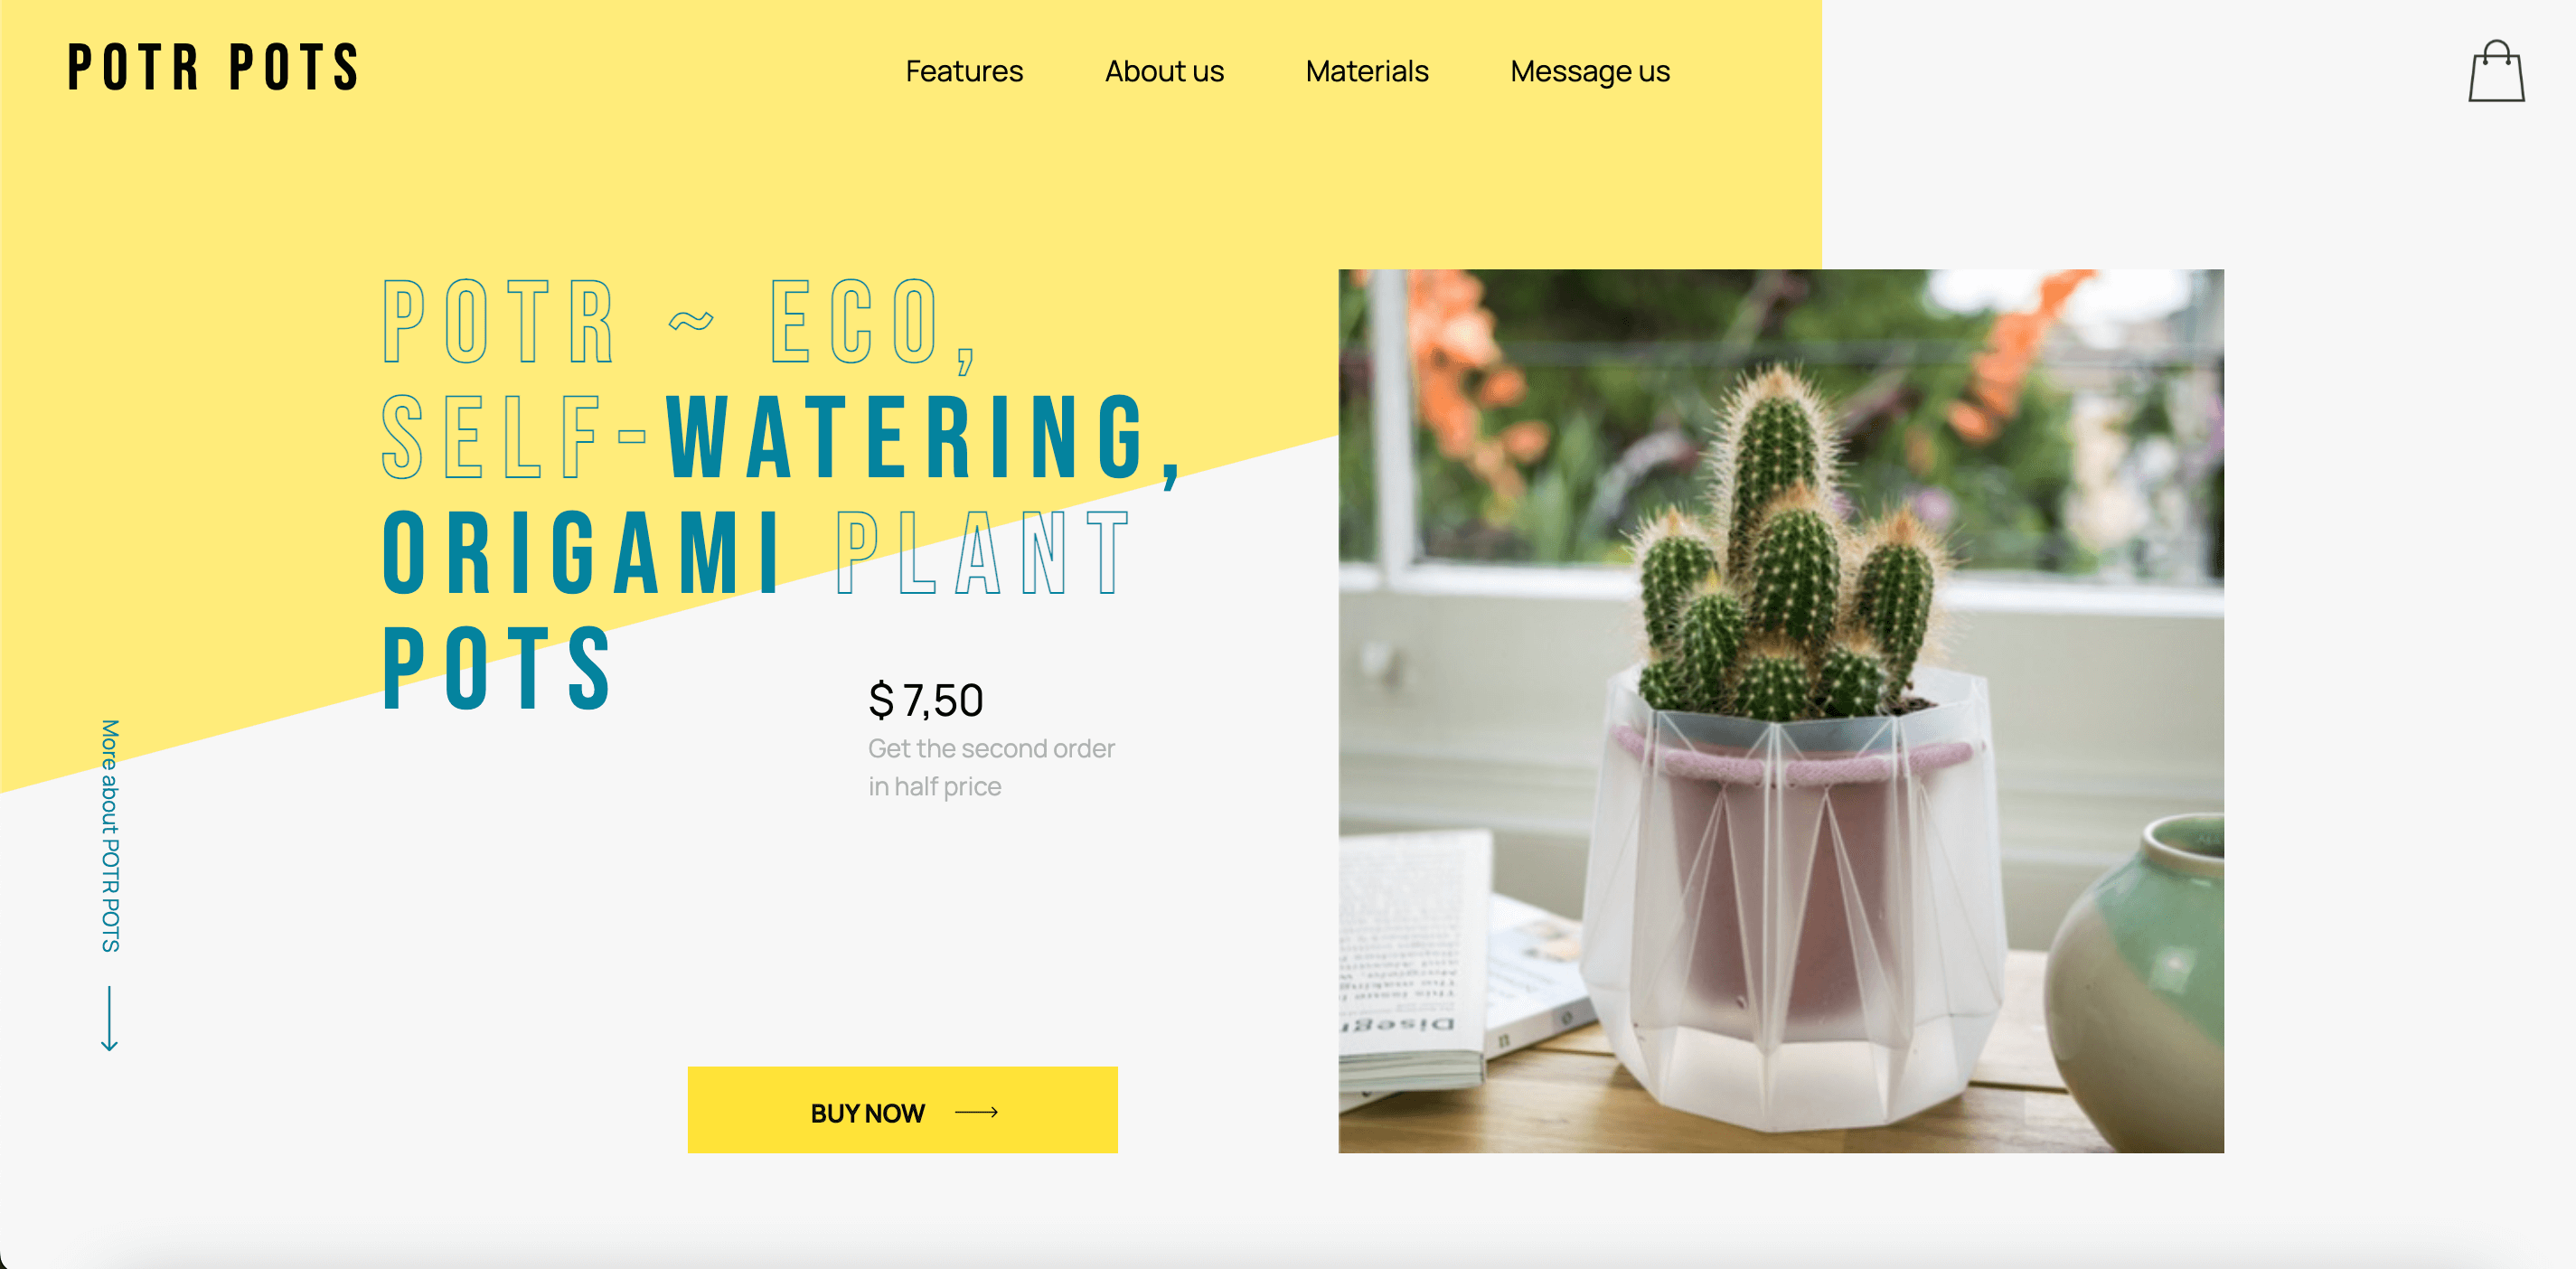 POTR POTS
Features
About us
Materials
Message us
POTR ~ ECO,
SELF-WATERING,
ORIGAMI PLANT
POTS
$ 7,50
Get the second order
in half price
More about POTR POTS
BUY NOW